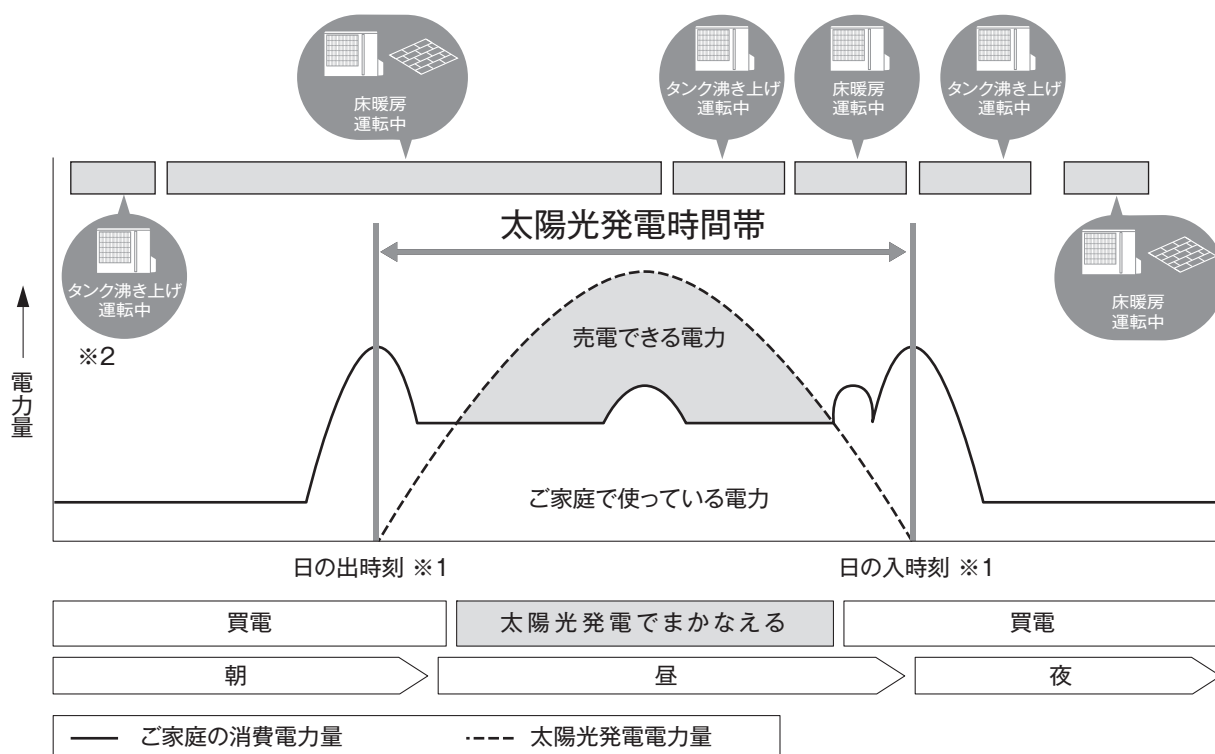 床暖房
運転中
タンク沸き上げ
運転中
床暖房
運転中
タンク沸き上げ
運転中
太陽光発電時間帯
タンク沸き上げ
運転中
※2
床暖房
運転中
電力量
売電できる電力
ご家庭で使っている電力
日の出時刻 ※1
日の入時刻 ※1
買電
太陽光発電でまかなえる
買電
朝
昼
夜
ご家庭の消費電力量
太陽光発電電力量